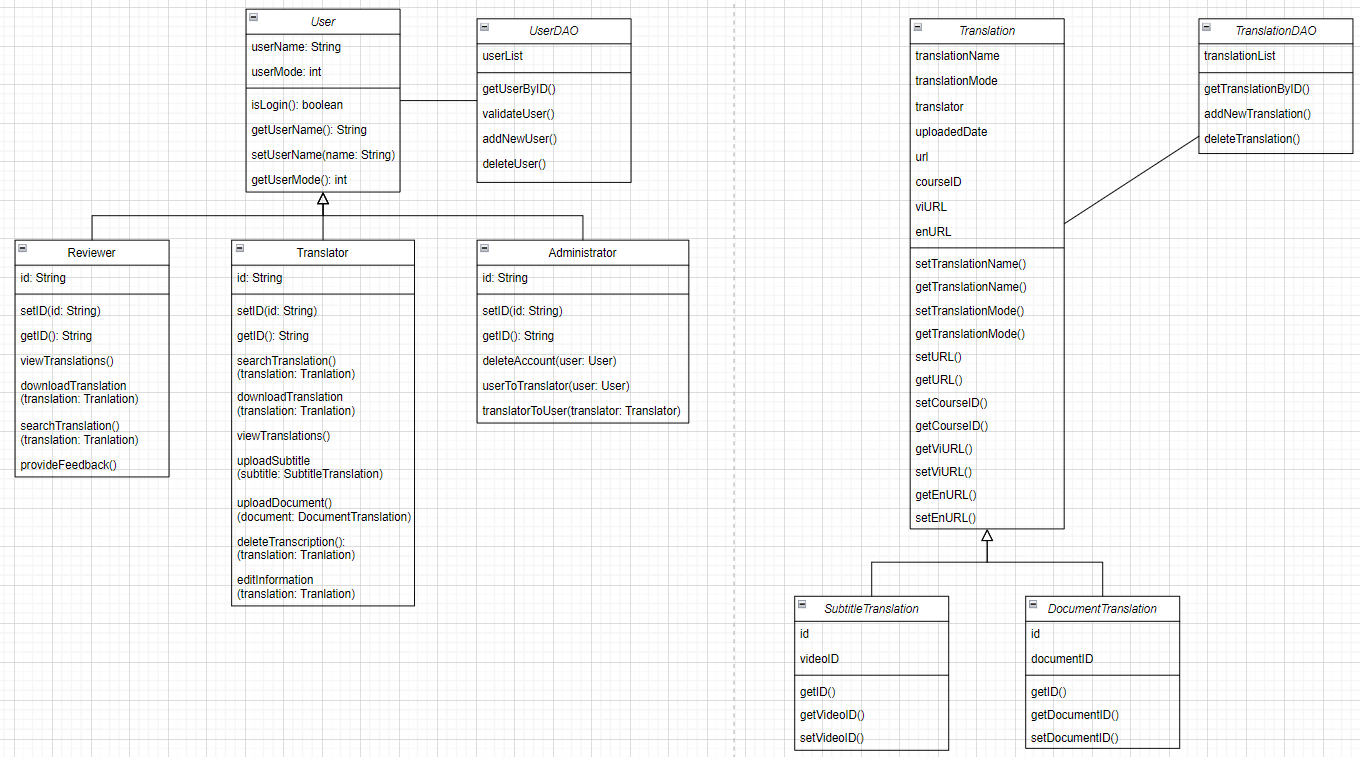 User
userName: String
userMode: int
isLogin(): boolean
getUserName(): String
setUserName(name: String)
getUserMode(): int
UserDAO
userList
getUserByID()
validateUser()
addNewUser()
deleteUser()
Reviewer
id: String
setID(id: String)
getID(): String
viewTranslations()
downloadTranslation
(translation: Tranlation)
searchTranslation()
(translation: Tranlation)
provideFeedback()
Translator
id: String
setID(id: String)
getID(): String
searchTranslation()
(translation: Tranlation)
downloadTranslation
(translation: Tranlation)
viewTranslations()
uploadSubtitle
(subtitle: SubtitleTranslation)
uploadDocument()
(document: DocumentTranslation)
deleteTranscription():
(translation: Tranlation)
editInformation
(translation: Tranlation)
Administrator
id: String
setID(id: String)
getID(): String
deleteAccount(user: User)
userToTranslator(user: User)
translatorToUser(translator: Translator)
Translation
translationName
translationMode
translator
uploadedDate
url
courseID
viURL
enURL
setTranslationName()
getTranslationName()
setTranslationMode()
getTranslationMode()
setURL()
getURL()
setCourseID()
getCourseID()
getViURL()
setViURL()
getEnURL()
setEnURL()
TranslationDAO
translationList
getTranslationByID()
addNewTranslation()
deleteTranslation()
SubtitleTranslation
id
videoID
getID()
getVideoID()
setVideoID()
DocumentTranslation
id
documentID
getID()
getDocumentID()
setDocumentID()